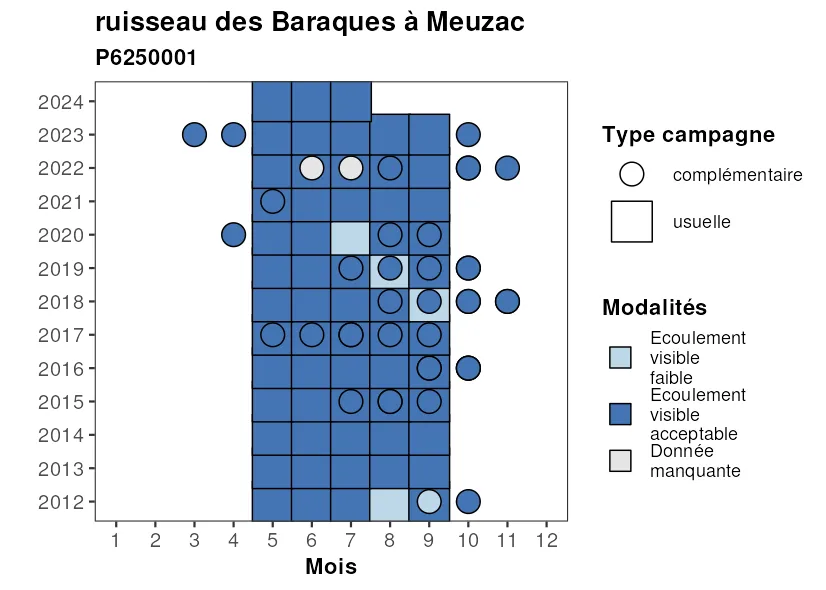 ruisseau des Baraques à Meuzac
P6250001
2024
2023
2022
2021
2020
2019
2018
2017
2016
2015
2014
2013
2012
1 2 3 4 5 6 7 8 9 10 11 12
Mois
Type campagne
complémentaire
usuelle
Modalités
Ecoulement
visible
faible
Ecoulement
visible
acceptable
Donnée
manquante